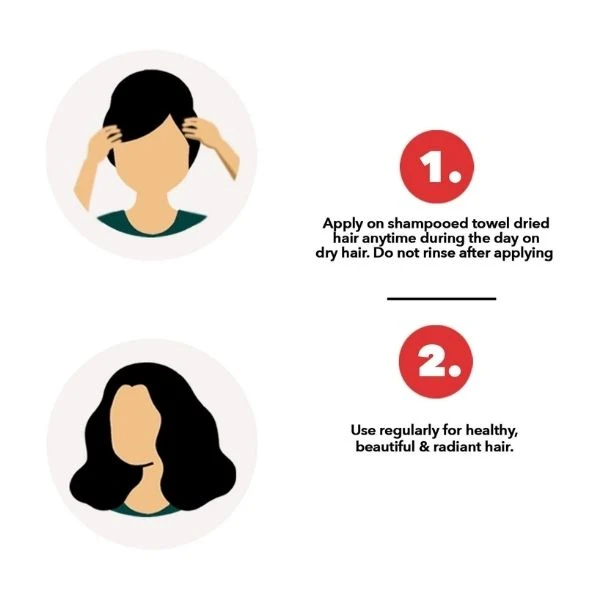 1.
Apply on shampooed towel dried
hair anytime during the day on
dry hair. Do not rinse after applying
2.
Use regularly for healthy,
beautiful & radiant hair.